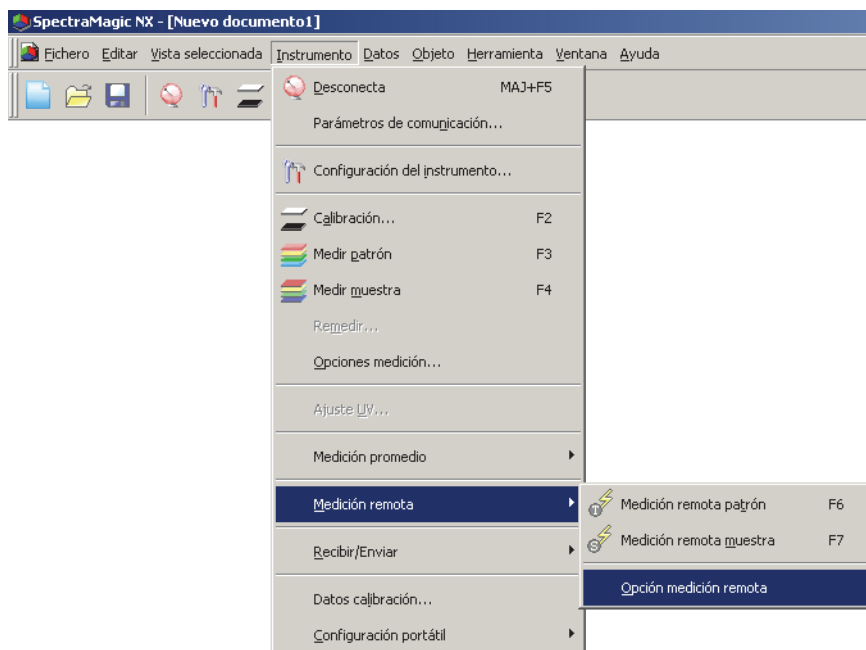 SpectraMagic NX - [Nuevo documento1]
Fichero Editar Vista seleccionada Instrumento Datos Objeto Herramienta Ventana Ayuda
Desconecta MAJ+F5
Parámetros de comunicación...
Configuración del instrumento...
Calibración... F2
Medir patrón F3
Medir muestra F4
Remedir...
Opciones medición...
Ajuste UV...
Medición promedio
Medición remota
Medición remota patrón F6
Medición remota muestra F7
Opción medición remota
Recibir/Enviar
Datos calibración...
Configuración portátil